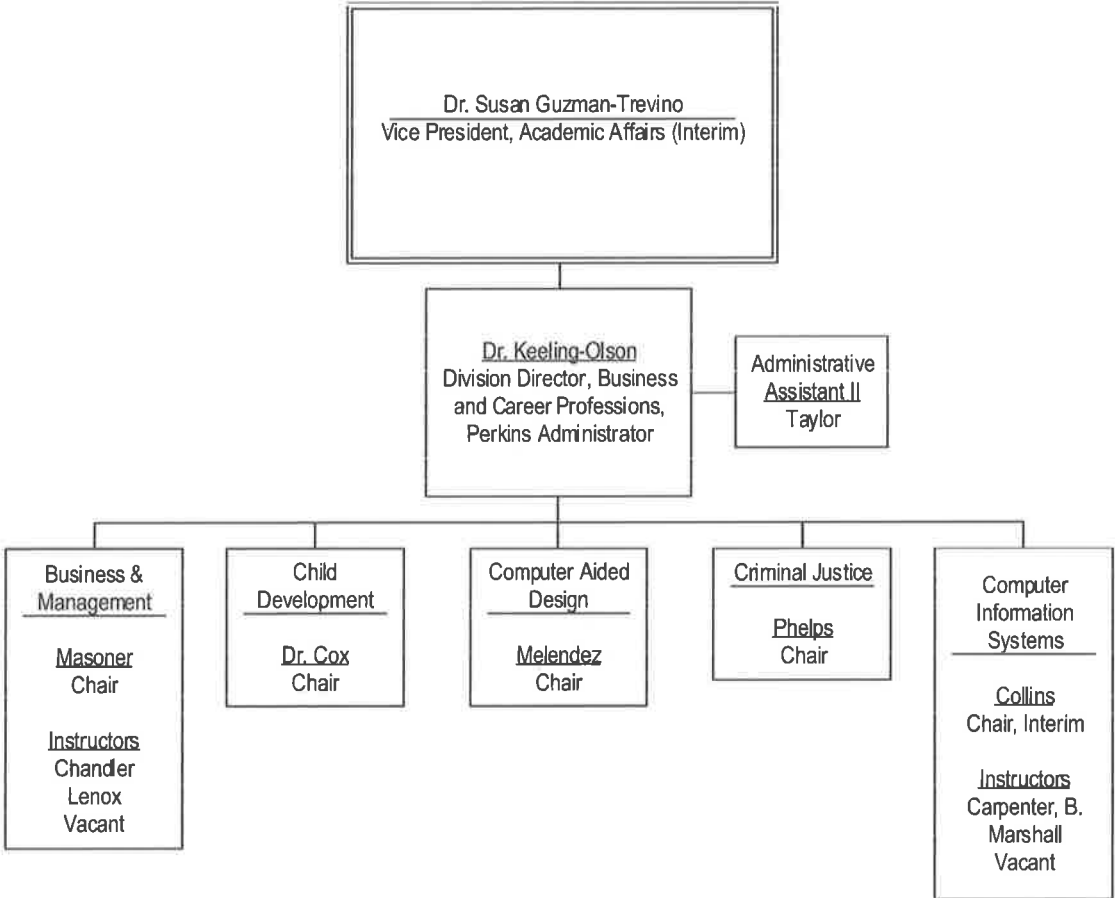 Dr. Susan Guzman-Trevino
Vice President, Academic Affairs (Interim)
Dr. Keeling-Olson
Division Director, Business
and Career Professions,
Perkins Administrator
Administrative
Assistant II
Taylor
Business &
Management
Masoner
Chair
Instructors
Chandler
Lenox
Vacant
Child
Development
Dr. Cox
Chair
Computer Aided
Design
Melendez
Chair
Criminal Justice
Phelps
Chair
Computer
Information
Systems
Collins
Chair, Interim
Instructors
Carpenter, B.
Marshall
Vacant